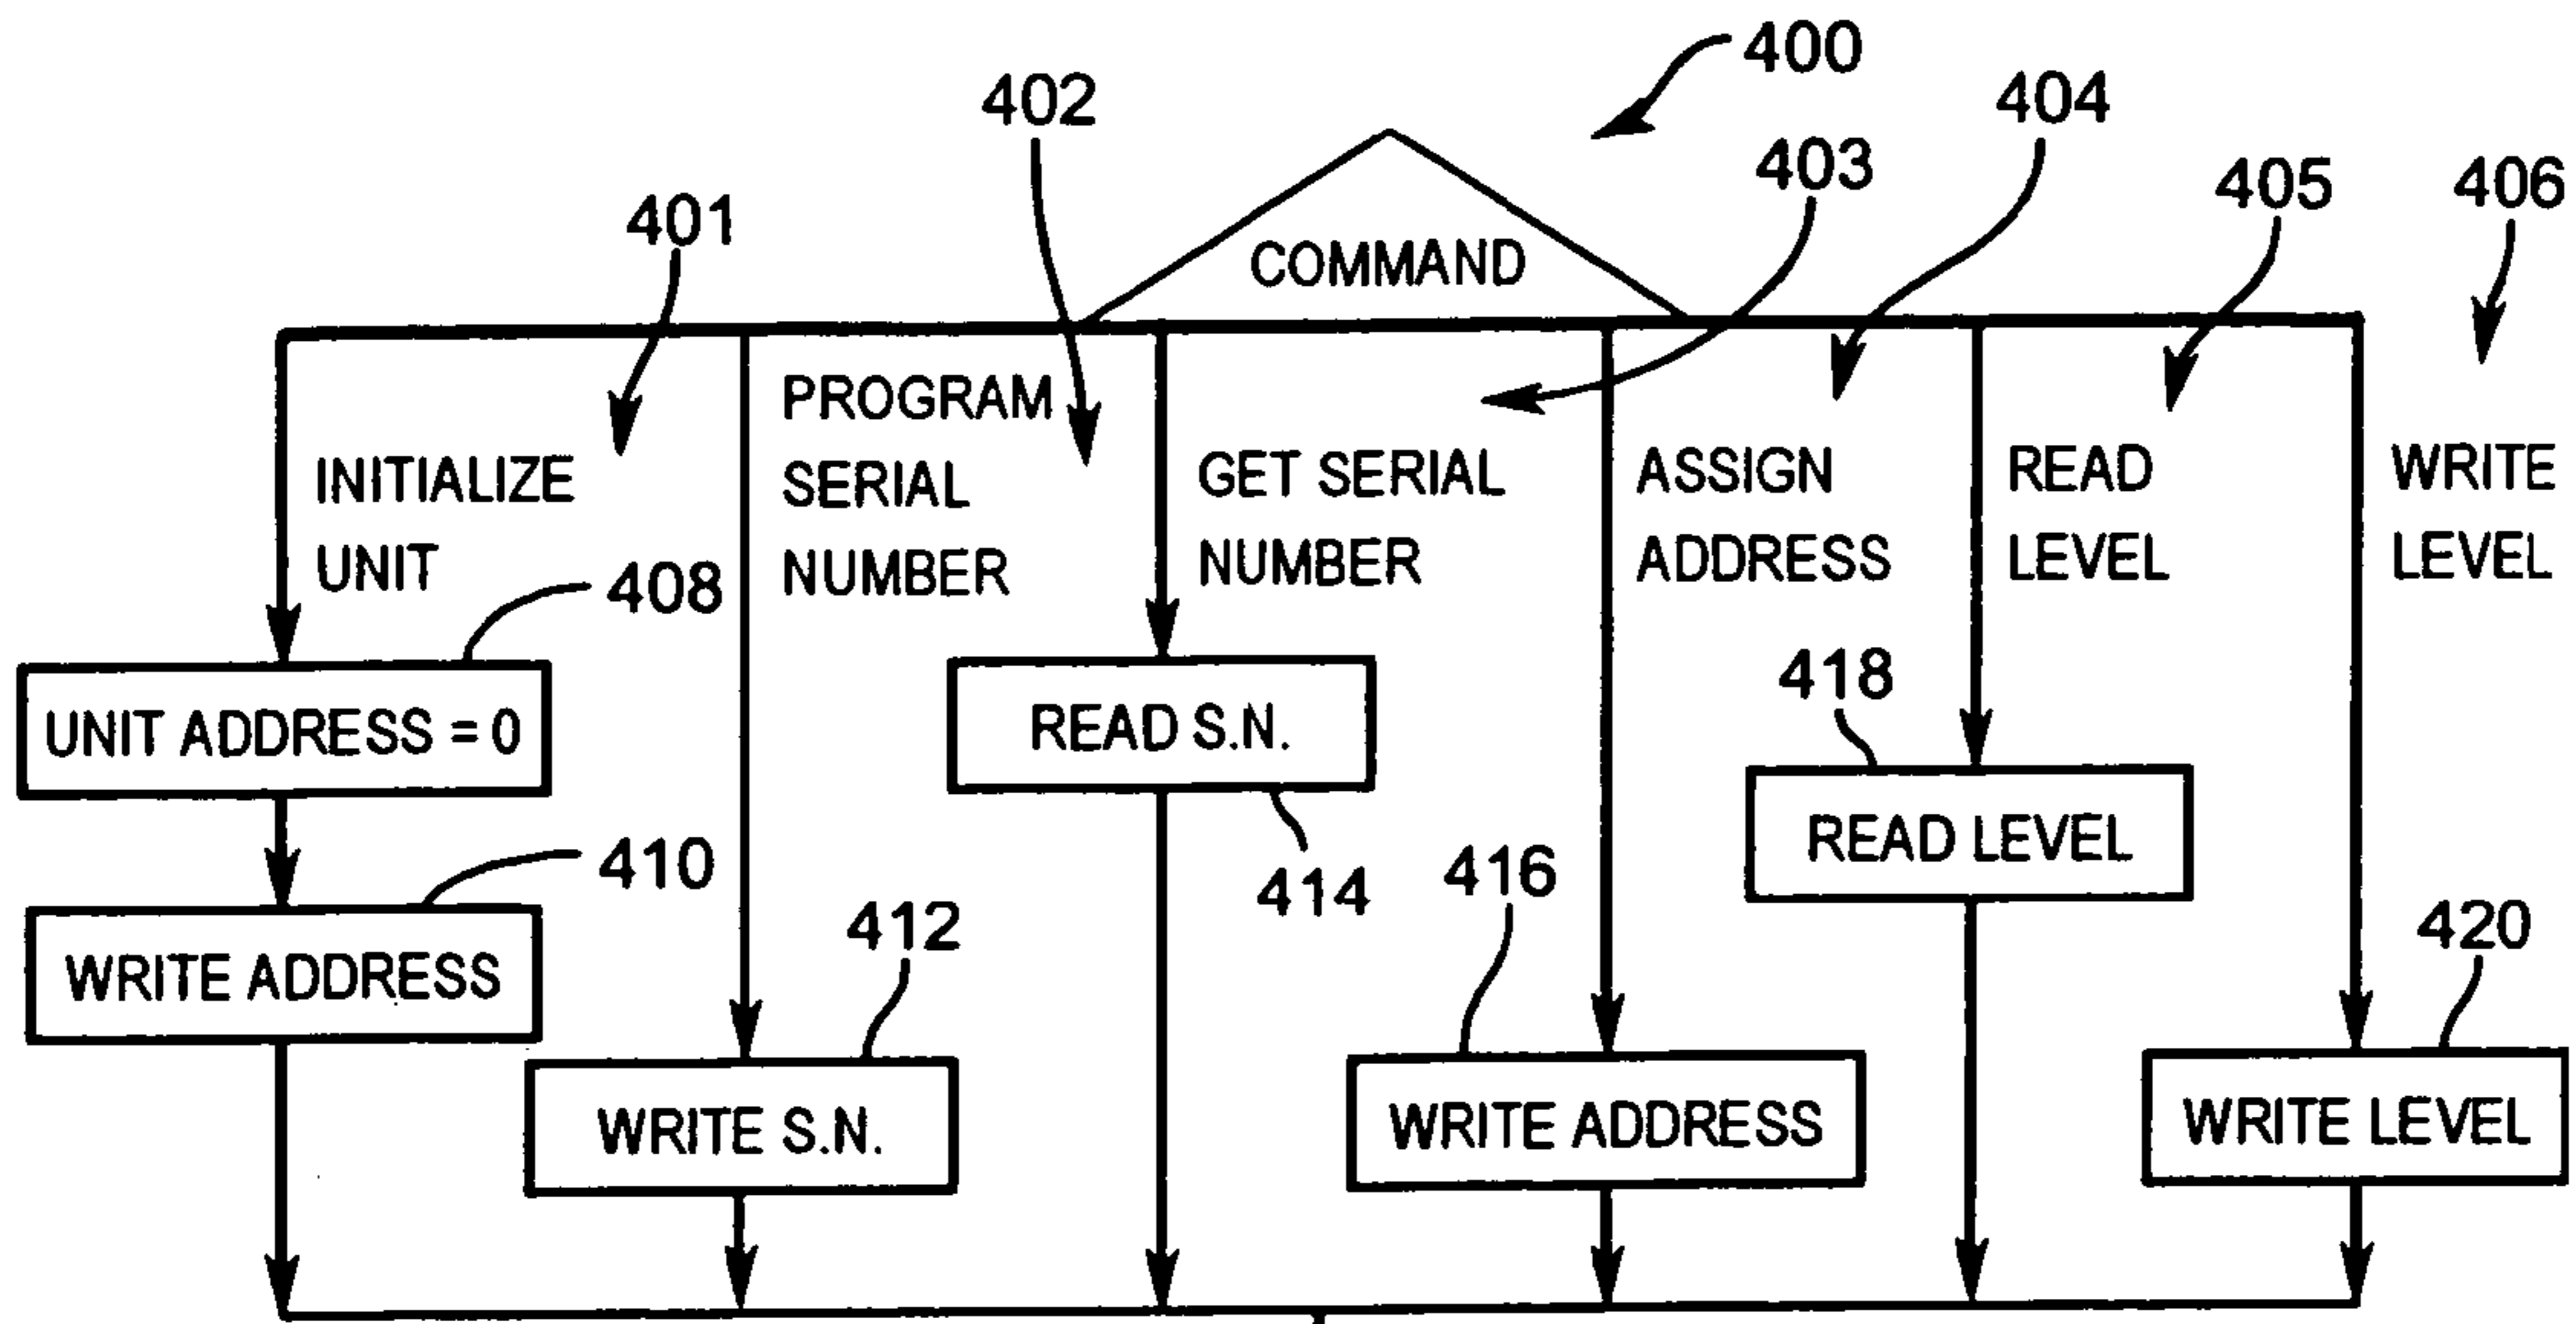 400
402
404
403
405
406
401
COMMAND
INITIALIZE
UNIT
PROGRAM
SERIAL
NUMBER
GET SERIAL
NUMBER
ASSIGN
ADDRESS
READ
LEVEL
WRITE
LEVEL
408
UNIT ADDRESS = 0
READ S.N.
418
READ LEVEL
410
WRITE ADDRESS
414
416
412
420
WRITE S.N.
WRITE ADDRESS
WRITE LEVEL